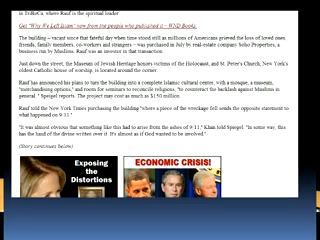 in TriBeCa, where Rauf is the spiritual leader.
Get "Why We Left Islam" now from the people who published it – WND Books.
The building – vacant since that fateful day when time stood still as millions of Americans grieved the loss of loved ones
friends, family members, co-workers and strangers – was purchased in July by real-estate company Soho Properties, a
business run by Muslims. Rauf was an investor in that transaction.
Just down the street, the Museum of Jewish Heritage honors victims of the Holocaust, and St. Peter's Church, New York's
oldest Catholic house of worship, is located around the corner.
Rauf has announced his plans to turn the building into a complete Islamic cultural center, with a mosque, a museum,
"merchandising options," and room for seminars to reconcile religions, "to counteract the backlash against Muslims in
general," Spiegel reports. The project may cost as much as $150 million.
Rauf told the New York Times purchasing the building "where a piece of the wreckage fell sends the opposite statement to
what happened on 9/11."
"It was almost obvious that something like this had to arise from the ashes of 9/11," Khan told Spiegel. "In some way, this
has the hand of the divine written over it. It's almost as if God wanted to be involved."
(Story continues below)
Exposing
the
Distortions
ECONOMIC CRISIS!